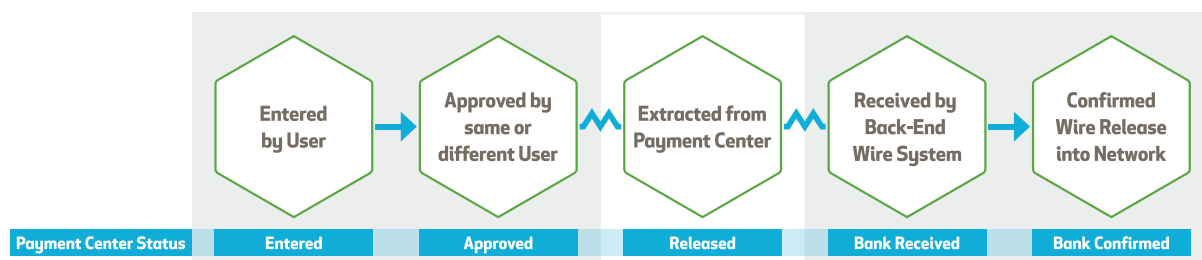 Entered
by User
Approved by
same or
different User
Extracted from
Payment Center
Received by
Back-End
Wire System
Confirmed
Wire Release
into Network
Payment Center Status
Entered
Approved
Released
Bank Received
Bank Confirmed